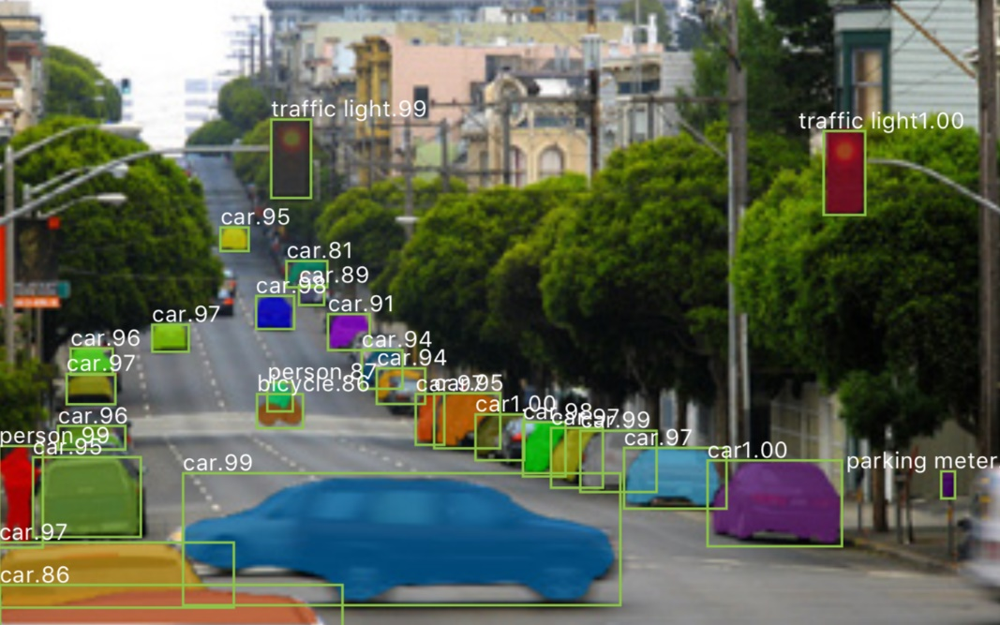 traffic light.99
traffic light1.00
car.95
car.81
car.89
car.98
car.91
car.97
car.96
car.94
car.97
car.94
person.87
bicycle.86
car.97
car.95
car1.00
car.98
car.97
car.99
car.96
person.99
car.95
car.97
car1.00
car.99
parking meter
car.97
car.86